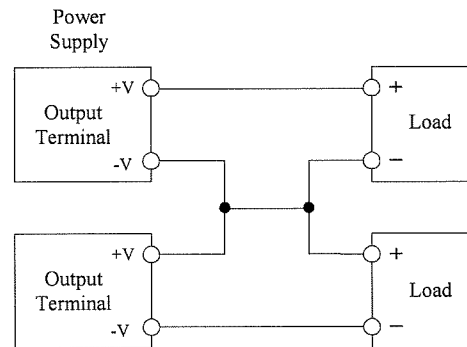 Power
Supply
+V
Output
Terminal
-V
+
Load
−
+V
Output
Terminal
-V
+
Load
−